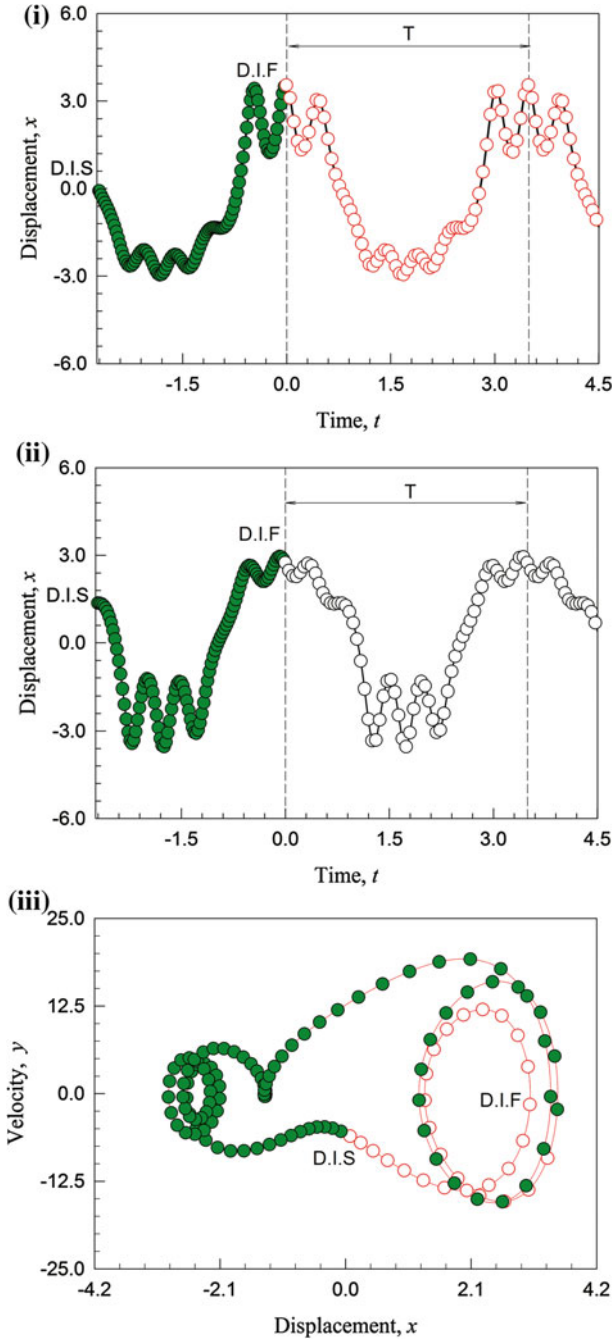 (i)
6.0
T
D.I.F
3.0
D.I.S
0.0
-3.0
-6.0
Displacement, x
-1.5 0.0 1.5 3.0 4.5
Time, t
(ii)
6.0
T
D.I.F
3.0
D.I.S
0.0
-3.0
-6.0
Displacement, x
-1.5 0.0 1.5 3.0 4.5
Time, t
(iii)
25.0
12.5
0.0
D.I.F
D.I.S
-12.5
-25.0
Velocity, y
-4.2 -2.1 0.0 2.1 4.2
Displacement, x